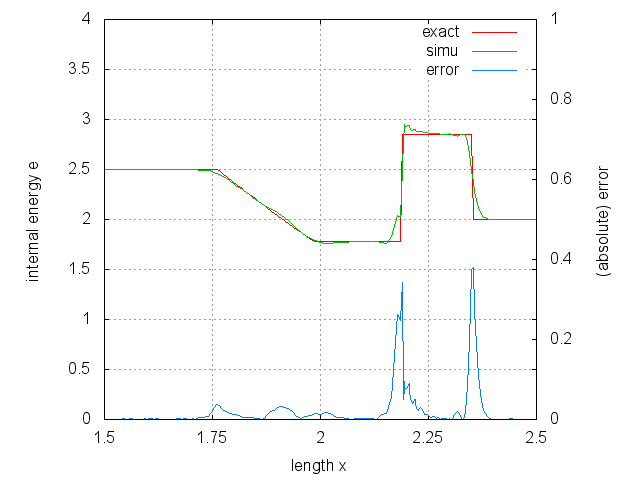 exact
simu
error
4
3.5
3
2.5
2
1.5
1
0.5
0
1
0.8
0.6
0.4
0.2
0
1.5 1.75 2 2.25 2.5
length x
internal energy e
(absolute) error